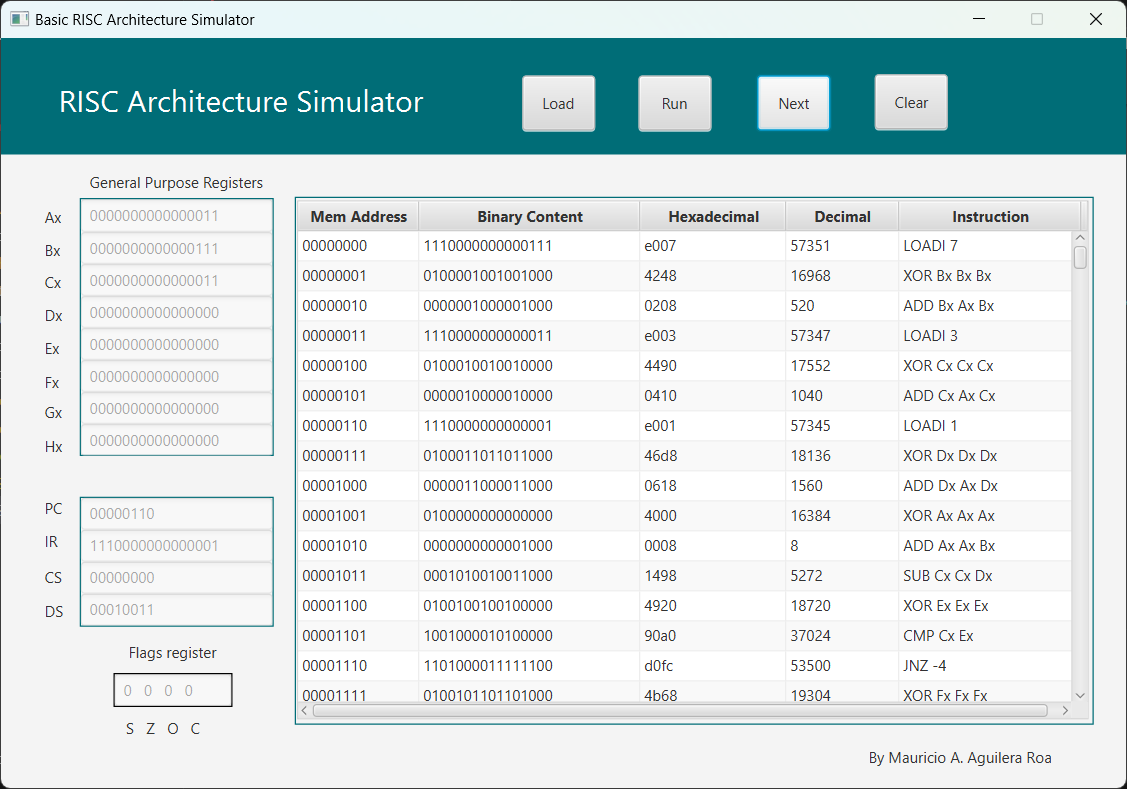 Basic RISC Architecture Simulator
RISC Architecture Simulator
Load Run Next Clear
General Purpose Registers
Ax 0000000000000011
Bx 0000000000000111
Cx 0000000000000011
Dx 0000000000000000
Ex 0000000000000000
Fx 0000000000000000
Gx 0000000000000000
Hx 0000000000000000
PC 00000110
IR 1110000000000001
CS 00000000
DS 00010011
Flags register
0 0 0 0
S Z O C
Mem Address Binary Content Hexadecimal Decimal Instruction
00000000 1110000000000111 e007 57351 LOADI 7
00000001 0100001001001000 4248 16968 XOR Bx Bx Bx
00000010 0000001000001000 0208 520 ADD Bx Ax Bx
00000011 1110000000000011 e003 57347 LOADI 3
00000100 0100010010010000 4490 17552 XOR Cx Cx Cx
00000101 0000010000010000 0410 1040 ADD Cx Ax Cx
00000110 1110000000000001 e001 57345 LOADI 1
00000111 0100011011011000 46d8 18136 XOR Dx Dx Dx
00001000 0000011000011000 0618 1560 ADD Dx Ax Dx
00001001 0100000000000000 4000 16384 XOR Ax Ax Ax
00001010 0000000000001000 0008 8 ADD Ax Ax Bx
00001011 0001010010011000 1498 5272 SUB Cx Cx Dx
00001100 0100100100100000 4920 18720 XOR Ex Ex Ex
00001101 1001000010100000 90a0 37024 CMP Cx Ex
00001110 1101000011111100 d0fc 53500 JNZ -4
00001111 0100101101101000 4b68 19304 XOR Fx Fx Fx
By Mauricio A. Aguilera Roa